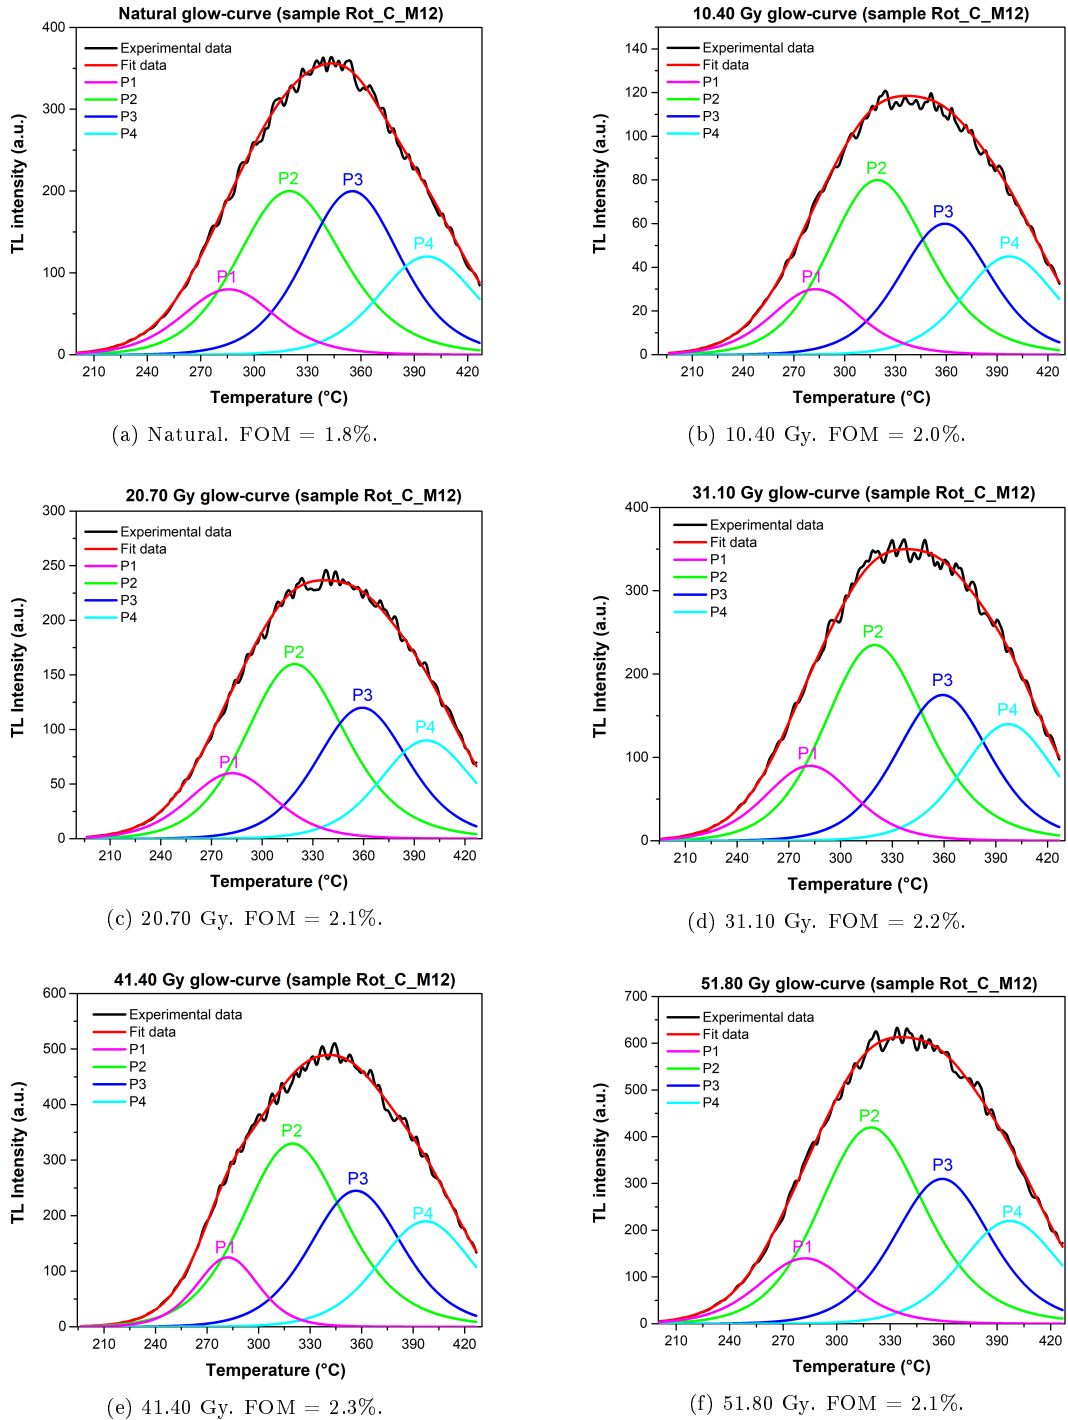 Natural glow-curve (sample Rot_C_M12)
400
300
200
100
0
TL intensity (a.u.)
Experimental data
Fit data
P1
P2
P3
P4
P1
P2
P3
P4
210 240 270 300 330 360 390 420
Temperature (°C)
(a) Natural. FOM = 1.8%.
10.40 Gy glow-curve (sample Rot_C_M12)
140
120
100
80
60
40
20
0
TL Intensity (a.u.)
Experimental data
Fit data
P1
P2
P3
P4
P1
P2
P3
P4
210 240 270 300 330 360 390 420
Temperature (°C)
(b) 10.40 Gy. FOM = 2.0%.
20.70 Gy glow-curve (sample Rot_C_M12)
300
250
200
150
100
50
0
TL Intensity (a.u.)
Experimental data
Fit data
P1
P2
P3
P4
P1
P2
P3
P4
210 240 270 300 330 360 390 420
Temperature (°C)
(c) 20.70 Gy. FOM = 2.1%.
31.10 Gy glow-curve (sample Rot_C_M12)
400
300
200
100
0
TL Intensity (a.u.)
Experimental data
Fit data
P1
P2
P3
P4
P1
P2
P3
P4
210 240 270 300 330 360 390 420
Temperature (°C)
(d) 31.10 Gy. FOM = 2.2%.
41.40 Gy glow-curve (sample Rot_C_M12)
600
500
400
300
200
100
0
TL Intensity (a.u.)
Experimental data
Fit data
P1
P2
P3
P4
P1
P2
P3
P4
210 240 270 300 330 360 390 420
Temperature (°C)
(e) 41.40 Gy. FOM = 2.3%.
51.80 Gy glow-curve (sample Rot_C_M12)
700
600
500
400
300
200
100
0
TL intensity (a.u.)
Experimental data
Fit data
P1
P2
P3
P4
P1
P2
P3
P4
210 240 270 300 330 360 390 420
Temperature (°C)
(f) 51.80 Gy. FOM = 2.1%.